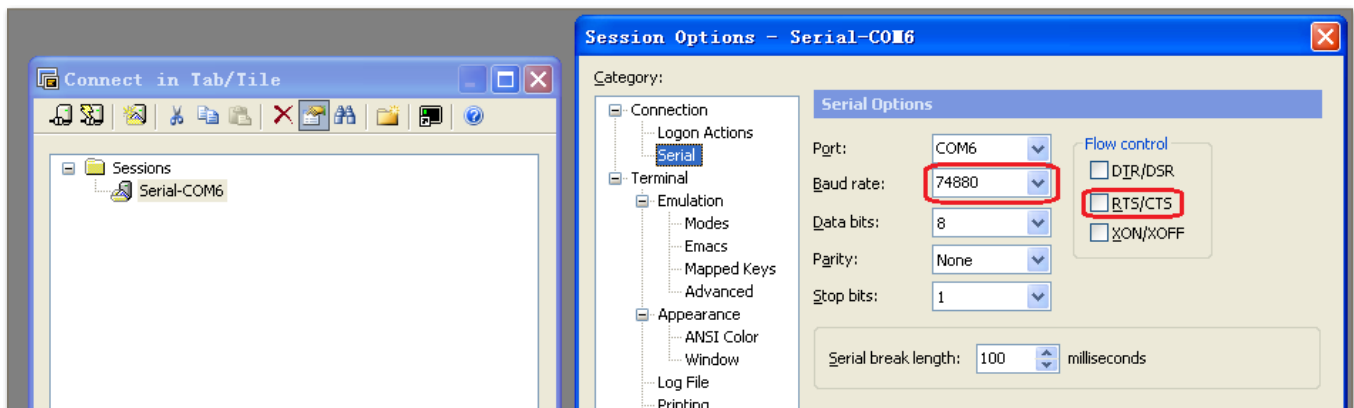 Connect in Tab/Tile
Sessions
Serial-COM6
Session Options - Serial-COM6
Category:
Connection
Logon Actions
Serial
Terminal
Emulation
Modes
Emacs
Mapped Keys
Advanced
Appearance
ANSI Color
Window
Log File
Printing
Serial Options
Port: COM6
Baud rate: 74880
Data bits: 8
Parity: None
Stop bits: 1
Flow control
DTR/DSR
RTS/CTS
XON/XOFF
Serial break length: 100 milliseconds